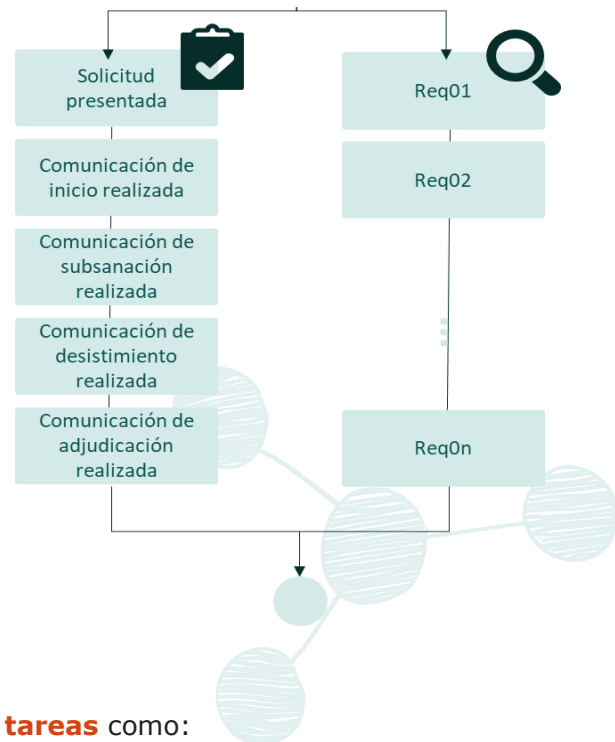 Solicitud
presentada
Comunicación de
inicio realizada
Comunicación de
subsanación
realizada
Comunicación de
desistimiento
realizada
Comunicación de
adjudicación
realizada
Req01
Req02
Req0n
tareas como: